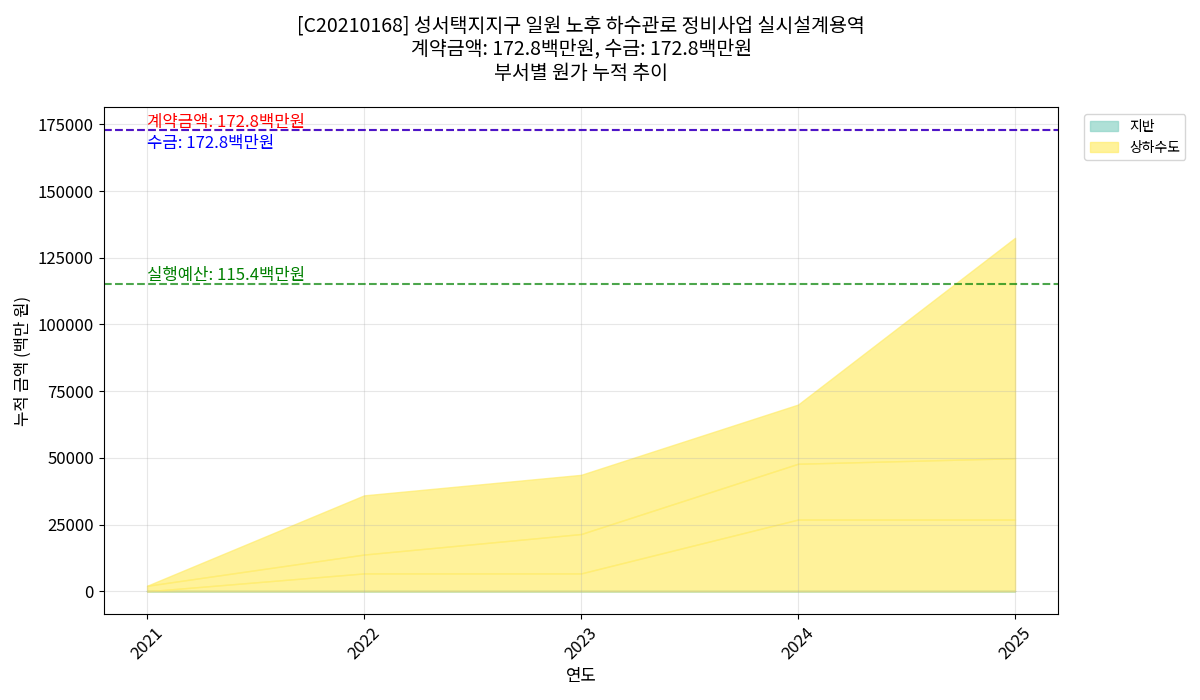 [C20210168] 성서택지지구 일원 노후 하수관로 정비사업 실시설계용역
계약금액: 172.8백만원, 수금: 172.8백만원
부서별 원가 누적 추이
계약금액: 172.8백만원
수금: 172.8백만원
실행예산: 115.4백만원
지반
상하수도
누적 금액 (백만 원)
175000
150000
125000
100000
75000
50000
25000
0
2021
2022
2023
2024
2025
연도